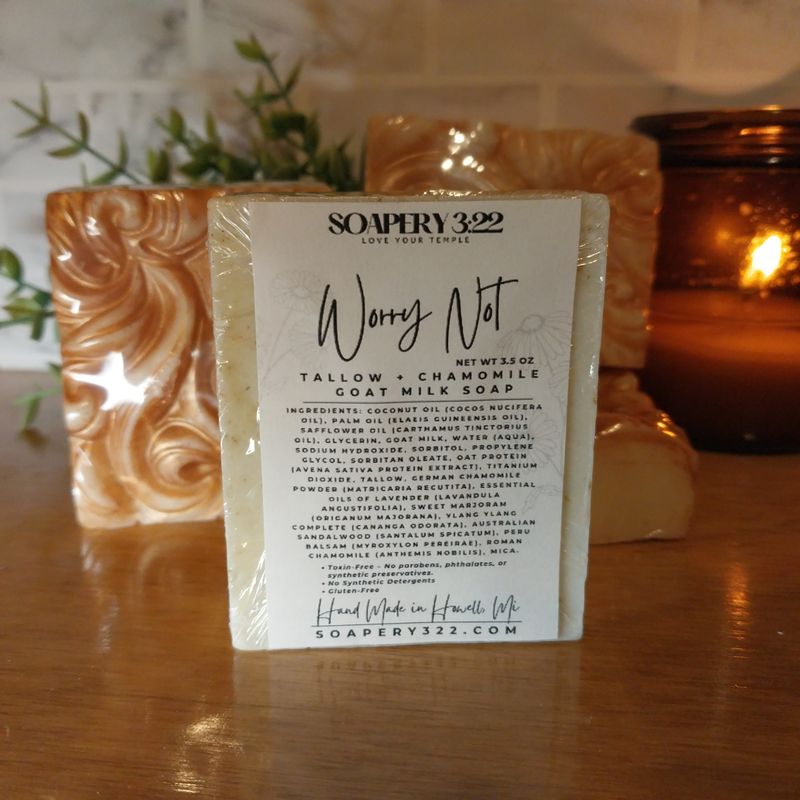 SOAPERY 3:22
LOVE YOUR TEMPLE
Worry Not
NET WT 3.5 OZ
TALLOW + CHAMOMILE
GOAT MILK SOAP
INGREDIENTS: COCONUT OIL (COCOS NUCIFERA
OIL), PALM OIL (ELAEIS GUINEENSIS OIL),
SAFFLOWER OIL (CARTHAMUS TINCTORIUS
OIL), GLYCERIN, GOAT MILK, WATER (AQUA),
SODIUM HYDROXIDE, SORBITOL, PROPYLENE
GLYCOL, SORBITAN OLEATE, OAT PROTEIN
(AVENA SATIVA PROTEIN EXTRACT), TITANIUM
DIOXIDE, TALLOW, GERMAN CHAMOMILE
POWDER (MATRICARIA RECUTITA), ESSENTIAL
OILS OF LAVENDER (LAVANDULA
ANGUSTIFOLIA), SWEET MARJORAM
(ORIGANUM MAJORANA), YLANG YLANG
COMPLETE (CANANGA ODORATA), AUSTRALIAN
SANDALWOOD (SANTALUM SPICATUM), PERU
BALSAM (MYROXYLON PEREIRAE), ROMAN
CHAMOMILE (ANTHEMIS NOBILIS), MICA.
• Toxin-Free – No parabens, phthalates, or
synthetic preservatives.
• No Synthetic Detergents
• Gluten-Free
Hand Made in Howell, Mi
SOAPERY322.COM